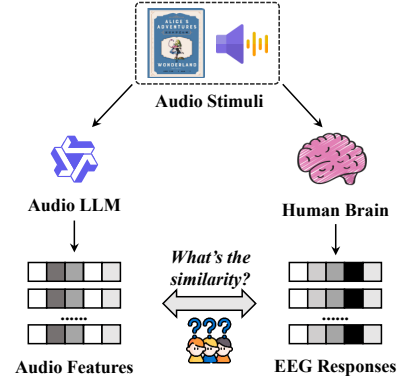 ALICE'S
ADVENTURES
WONDERLAND
Audio Stimuli
Audio LLM
Human Brain
What's the
similarity?
......
......
? ? ?
Audio Features
EEG Responses